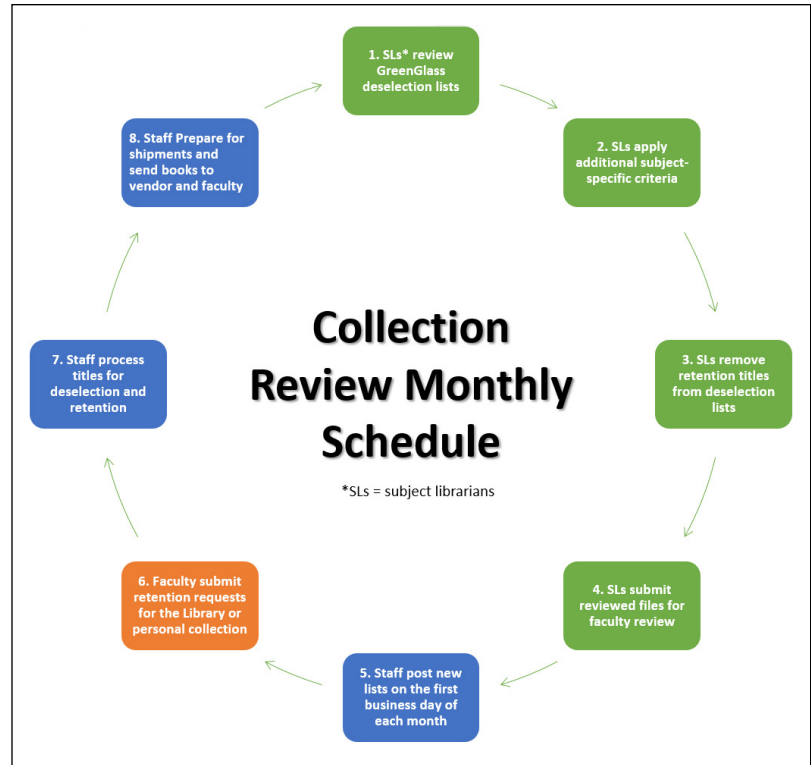 1. SLs* review
GreenGlass
deselection lists
2. SLs apply
additional subject-
specific criteria
3. SLs remove
retention titles
from deselection
lists
4. SLs submit
reviewed files for
faculty review
5. Staff post new
lists on the first
business day of
each month
6. Faculty submit
retention requests
for the Library or
personal collection
7. Staff process
titles for
deselection and
retention
8. Staff Prepare for
shipments and
send books to
vendor and faculty
Collection
Review Monthly
Schedule
*SLs = subject librarians